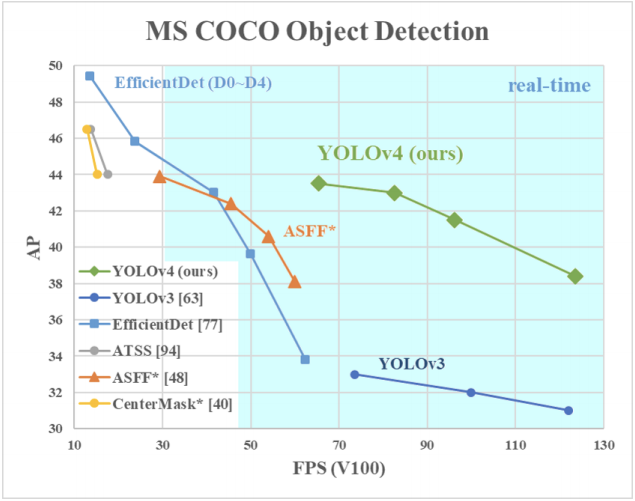 MS COCO Object Detection
50
48
46
44
42
40
38
36
34
32
30
AP
EfficientDet (D0~D4)
real-time
YOLOv4 (ours)
ASFF*
YOLOv3
YOLOv4 (ours)
YOLOv3 [63]
EfficientDet [77]
ATSS [94]
ASFF* [48]
CenterMask* [40]
10 30 50 70 90 110 130
FPS (V100)